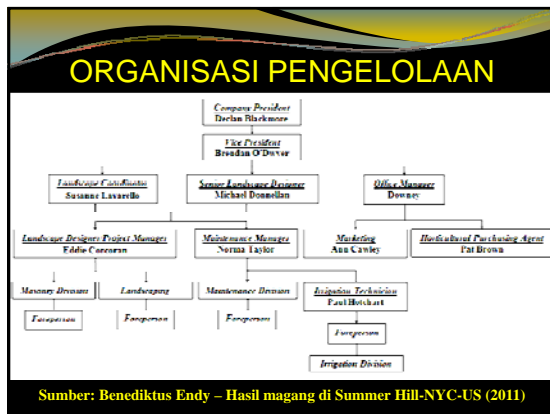 ORGANISASI PENGELOLAAN
Company President
Declan Blackmore
Vice President
Brendan O'Dwyer
Landscape Coordinator
Susanne Lavarello
Senior Landscape Designer
Michael Donnellan
Office Manager
Downey
Landscape Designer Project Manager
Eddie Corcoran
Maintenance Manager
Norma Taylor
Marketing
Ann Cawley
Horticultural Purchasing Agent
Pat Brown
Masonry Division
Landscaping
Maintenance Division
Irrigation Technician
Paul
Foreperson
Foreperson
Foreperson
Foreperson
Irrigation Division
Sumber: Benediktus Endy – Hasil magang di Summer Hill-NYC-US (2011)